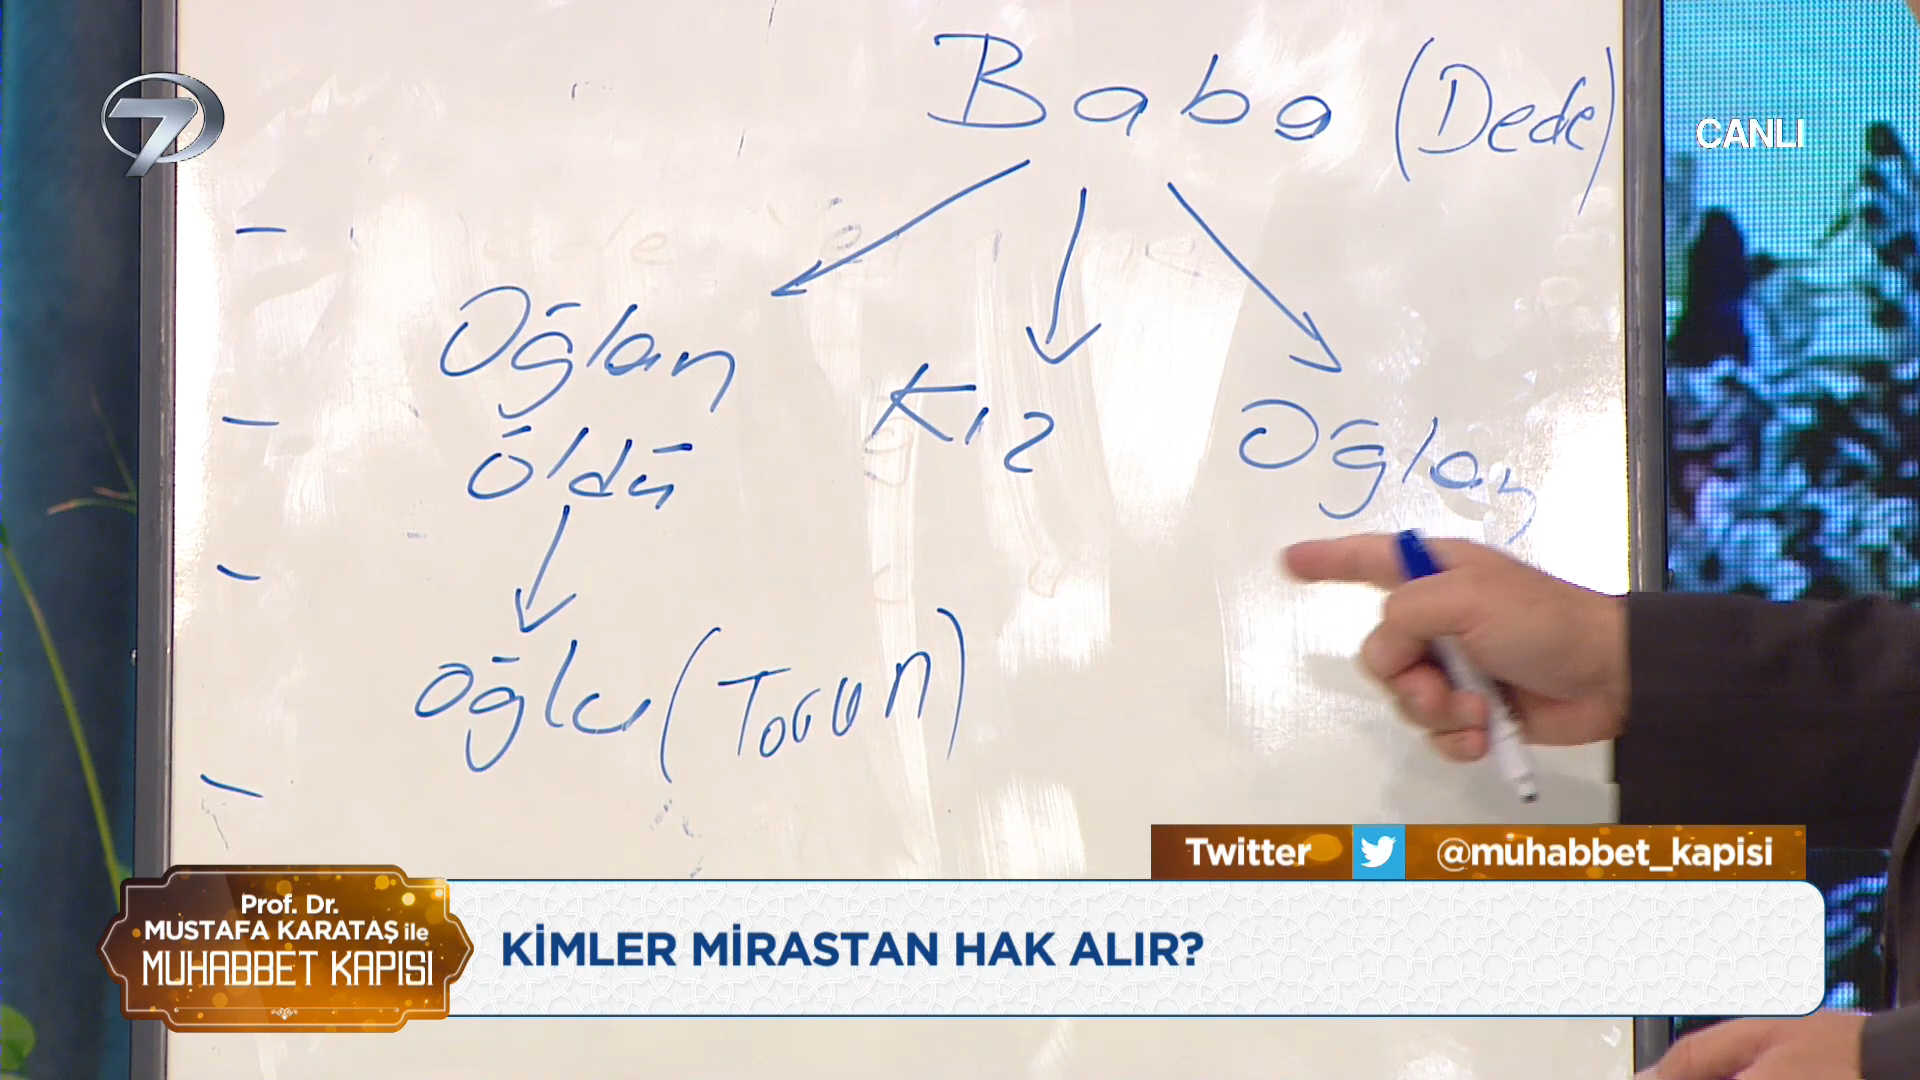 Baba (Dede)
7
CANLI
Oğlan
Öldü
Kız
Oğlan
oğlu (Torun)
Twitter @muhabbet_kapisi
Prof. Dr.
MUSTAFA KARATAŞ ile
MUHABBET KAPISI
KİMLER MİRASTAN HAK ALIR?